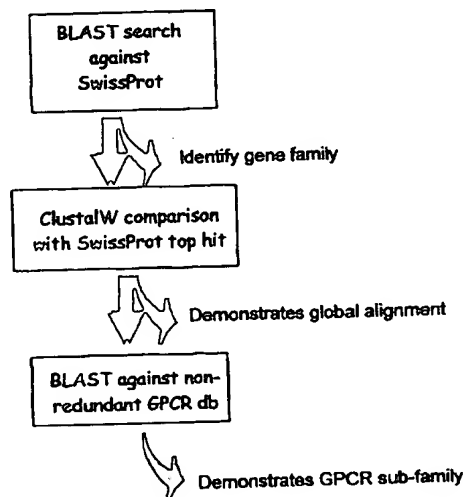 BLAST search
against
SwissProt
Identify gene family
ClustalW comparison
with SwissProt top hit
Demonstrates global alignment
BLAST against non-
redundant GPCR db
Demonstrates GPCR sub-family